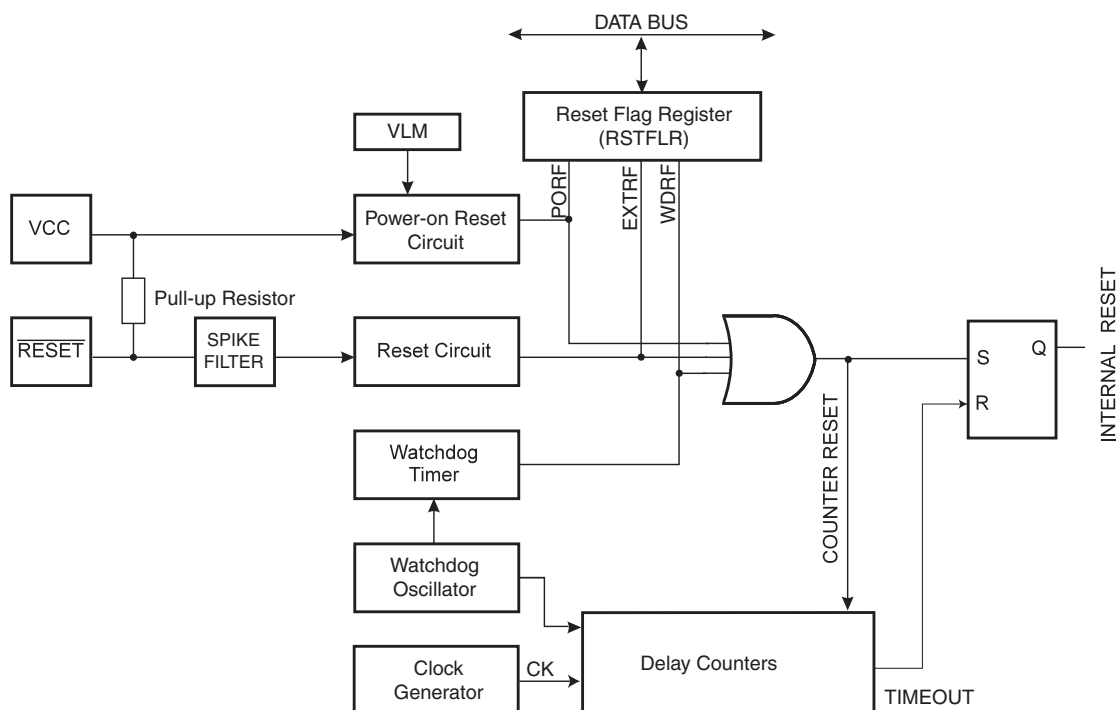 DATA BUS
Reset Flag Register
(RSTFLR)
VLM
PORF
EXTRF
WDRF
VCC
Power-on Reset
Circuit
Pull-up Resistor
RESET
SPIKE
FILTER
Reset Circuit
S
Q
R
INTERNAL RESET
Watchdog
Timer
COUNTER RESET
Watchdog
Oscillator
Clock
Generator
CK
Delay Counters
TIMEOUT